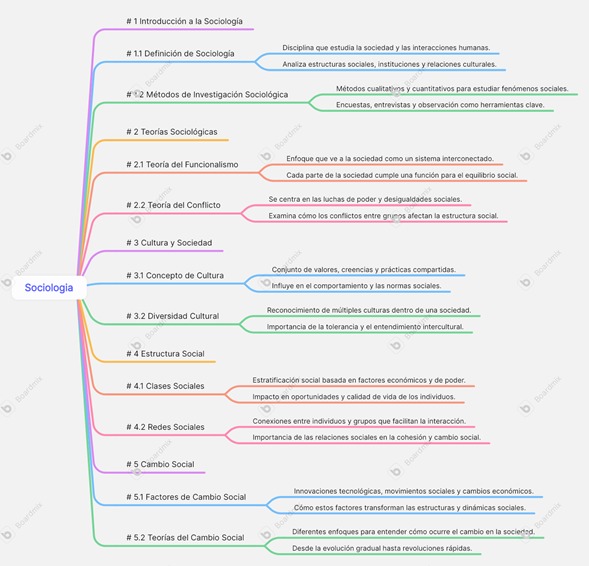 # 1 Introducción a la Sociología
# 1.1 Definición de Sociología
Disciplina que estudia la sociedad y las interacciones humanas.
Analiza estructuras sociales, instituciones y relaciones culturales.
# 1.2 Métodos de Investigación Sociológica
Métodos cualitativos y cuantitativos para estudiar fenómenos sociales.
Encuestas, entrevistas y observación como herramientas clave.
# 2 Teorías Sociológicas
# 2.1 Teoría del Funcionalismo
Enfoque que ve a la sociedad como un sistema interconectado.
Cada parte de la sociedad cumple una función para el equilibrio social.
# 2.2 Teoría del Conflicto
Se centra en las luchas de poder y desigualdades sociales.
Examina cómo los conflictos entre grupos afectan la estructura social.
# 3 Cultura y Sociedad
Sociología
# 3.1 Concepto de Cultura
Conjunto de valores, creencias y prácticas compartidas.
Influye en el comportamiento y las normas sociales.
# 3.2 Diversidad Cultural
Reconocimiento de múltiples culturas dentro de una sociedad.
Importancia de la tolerancia y el entendimiento intercultural.
# 4 Estructura Social
# 4.1 Clases Sociales
Estratificación social basada en factores económicos y de poder.
Impacto en oportunidades y calidad de vida de los individuos.
# 4.2 Redes Sociales
Conexiones entre individuos y grupos que facilitan la interacción.
Importancia de las relaciones sociales en la cohesión y cambio social.
# 5 Cambio Social
# 5.1 Factores de Cambio Social
Innovaciones tecnológicas, movimientos sociales y cambios económicos.
Cómo estos factores transforman las estructuras y dinámicas sociales.
# 5.2 Teorías del Cambio Social
Diferentes enfoques para entender cómo ocurre el cambio en la sociedad.
Desde la evolución gradual hasta revoluciones rápidas.
Boardmix